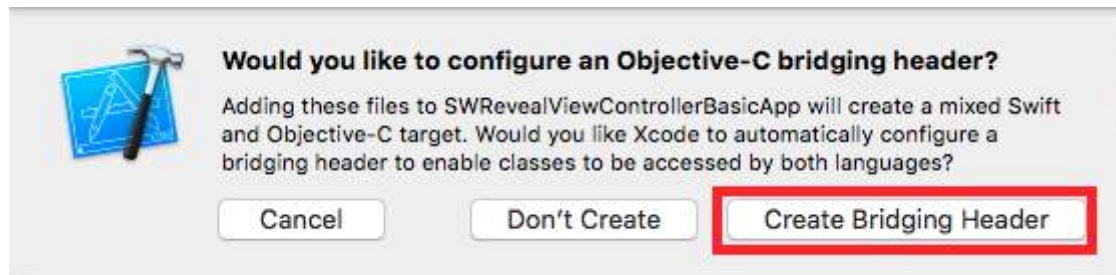 Would you like to configure an Objective-C bridging header?
Adding these files to SWRevealViewControllerBasicApp will create a mixed Swift
and Objective-C target. Would you like Xcode to automatically configure a
bridging header to enable classes to be accessed by both languages?
Cancel Don't Create Create Bridging Header